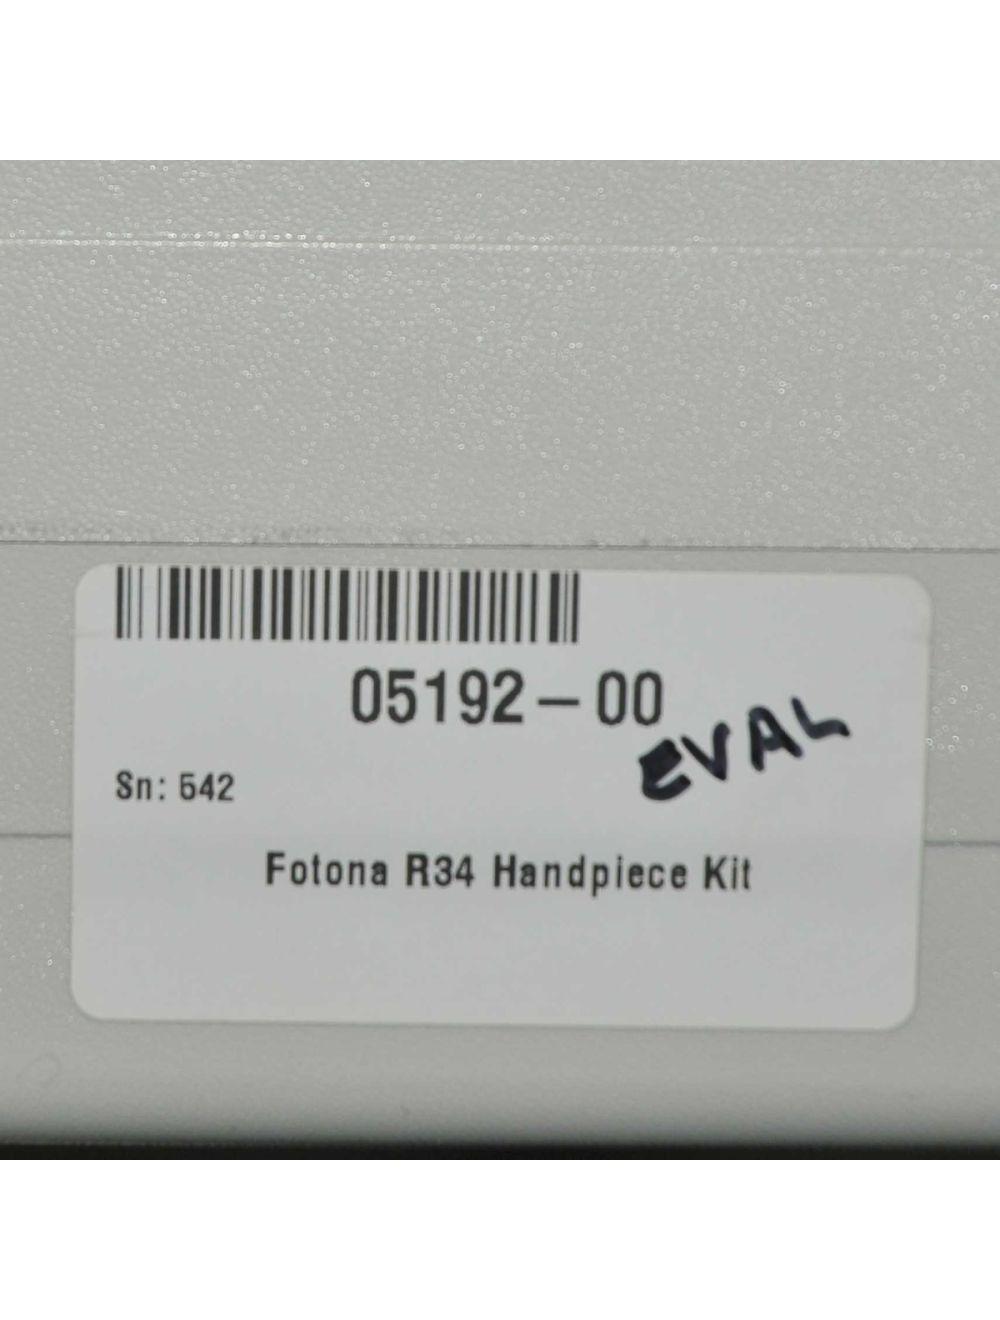 05192-00
EVAL
Sn: 542
Fotona R34 Handpiece Kit